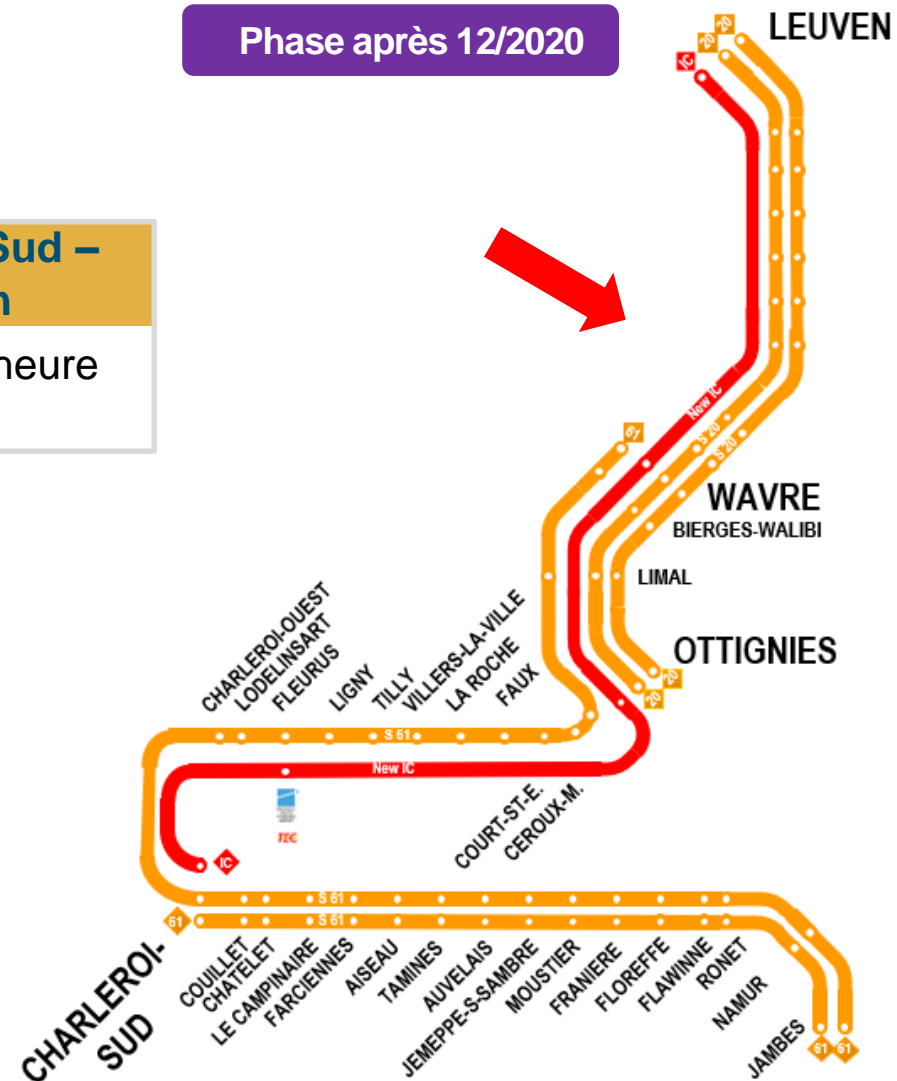 Phase après 12/2020
LEUVEN
20
20
IC
Sud –
n
heure
New IC
S 20
S 20
61
WAVRE
BIERGES-WALIBI
LIMAL
OTTIGNIES
20
20
CHARLEROI-OUEST
LODELINSART
FLEURUS
LIGNY
TILLY
VILLERS-LA-VILLE
LA ROCHE
FAUX
S 61
New IC
COURT-ST-E.
CEROUX-M.
TEC
IC
S 61
61
S 61
CHARLEROI-
SUD
COUILLET
CHATELET
LE CAMPINAIRE
FARCIENNES
AISEAU
TAMINES
AUVELAIS
JEMEPPE-S-SAMBRE
MOUSTIER
FRANIERE
FLOREFFE
FLAWINNE
RONET
NAMUR
JAMBES
61
61